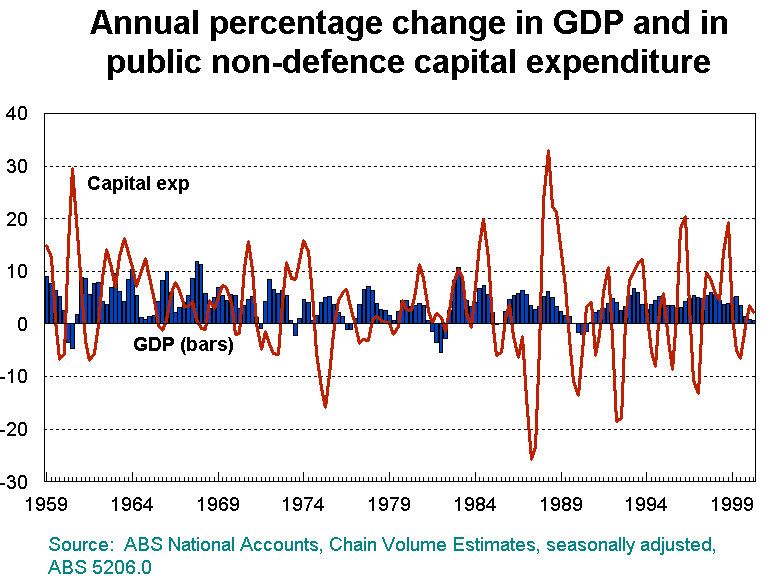 Annual percentage change in GDP and in
public non-defence capital expenditure
40
30
20
10
0
-10
-20
-30
Capital exp
GDP (bars)
1959 1964 1969 1974 1979 1984 1989 1994 1999
Source: ABS National Accounts, Chain Volume Estimates, seasonally adjusted,
ABS 5206.0